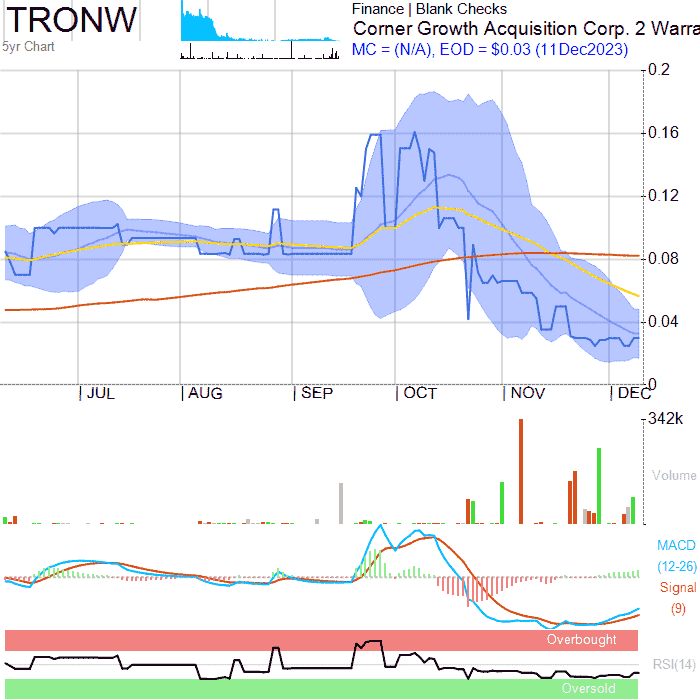 TRONW
5yr Chart
Finance | Blank Checks
Corner Growth Acquisition Corp. 2 Warra
MC = (N/A), EOD = $0.03 (11Dec2023)
0.2
0.16
0.12
0.08
0.04
0
JUL AUG SEP OCT NOV DEC
342k
Volume
MACD
(12-26)
Signal
(9)
Overbought
RSI(14)
Oversold